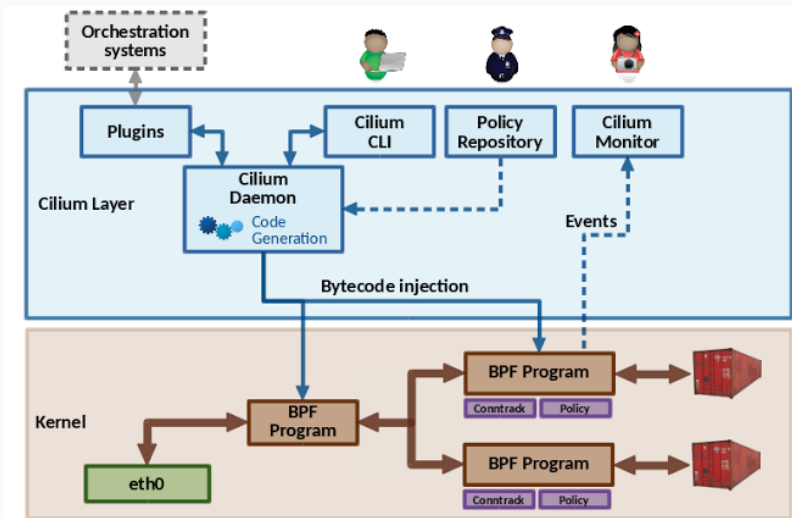 Orchestration
systems
Plugins
Cilium
CLI
Policy
Repository
Cilium
Monitor
Cilium Layer
Cilium
Daemon
Code
Generation
Events
Bytecode injection
Kernel
BPF
Program
BPF Program
Conntrack
Policy
BPF Program
Conntrack
Policy
eth0